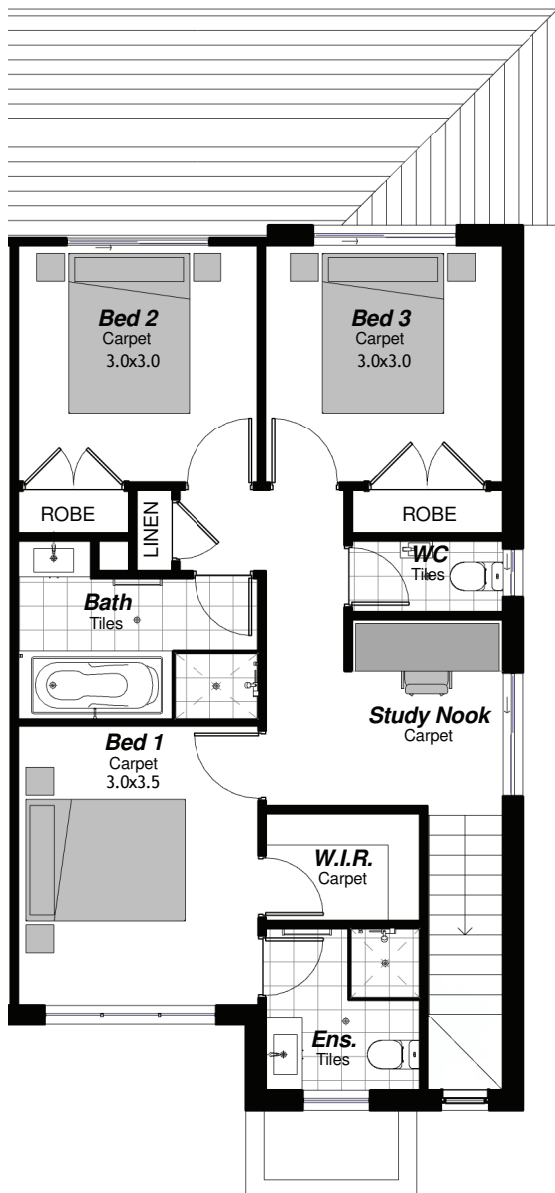 Bed 2
Carpet
3.0x3.0
Bed 3
Carpet
3.0x3.0
ROBE
LINEN
ROBE
WC
Tiles
Bath
Tiles
Study Nook
Carpet
Bed 1
Carpet
3.0x3.5
W.I.R.
Carpet
Ens.
Tiles